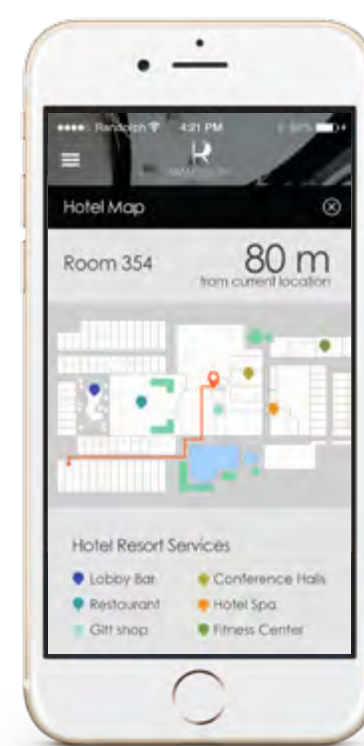 Randolph 4:21 PM
Hotel Map
Room 354
80 m
from current location
Hotel Resort Services
Lobby Bar
Conference Halls
Restaurant
Hotel Spa
Gift shop
Fitness Center